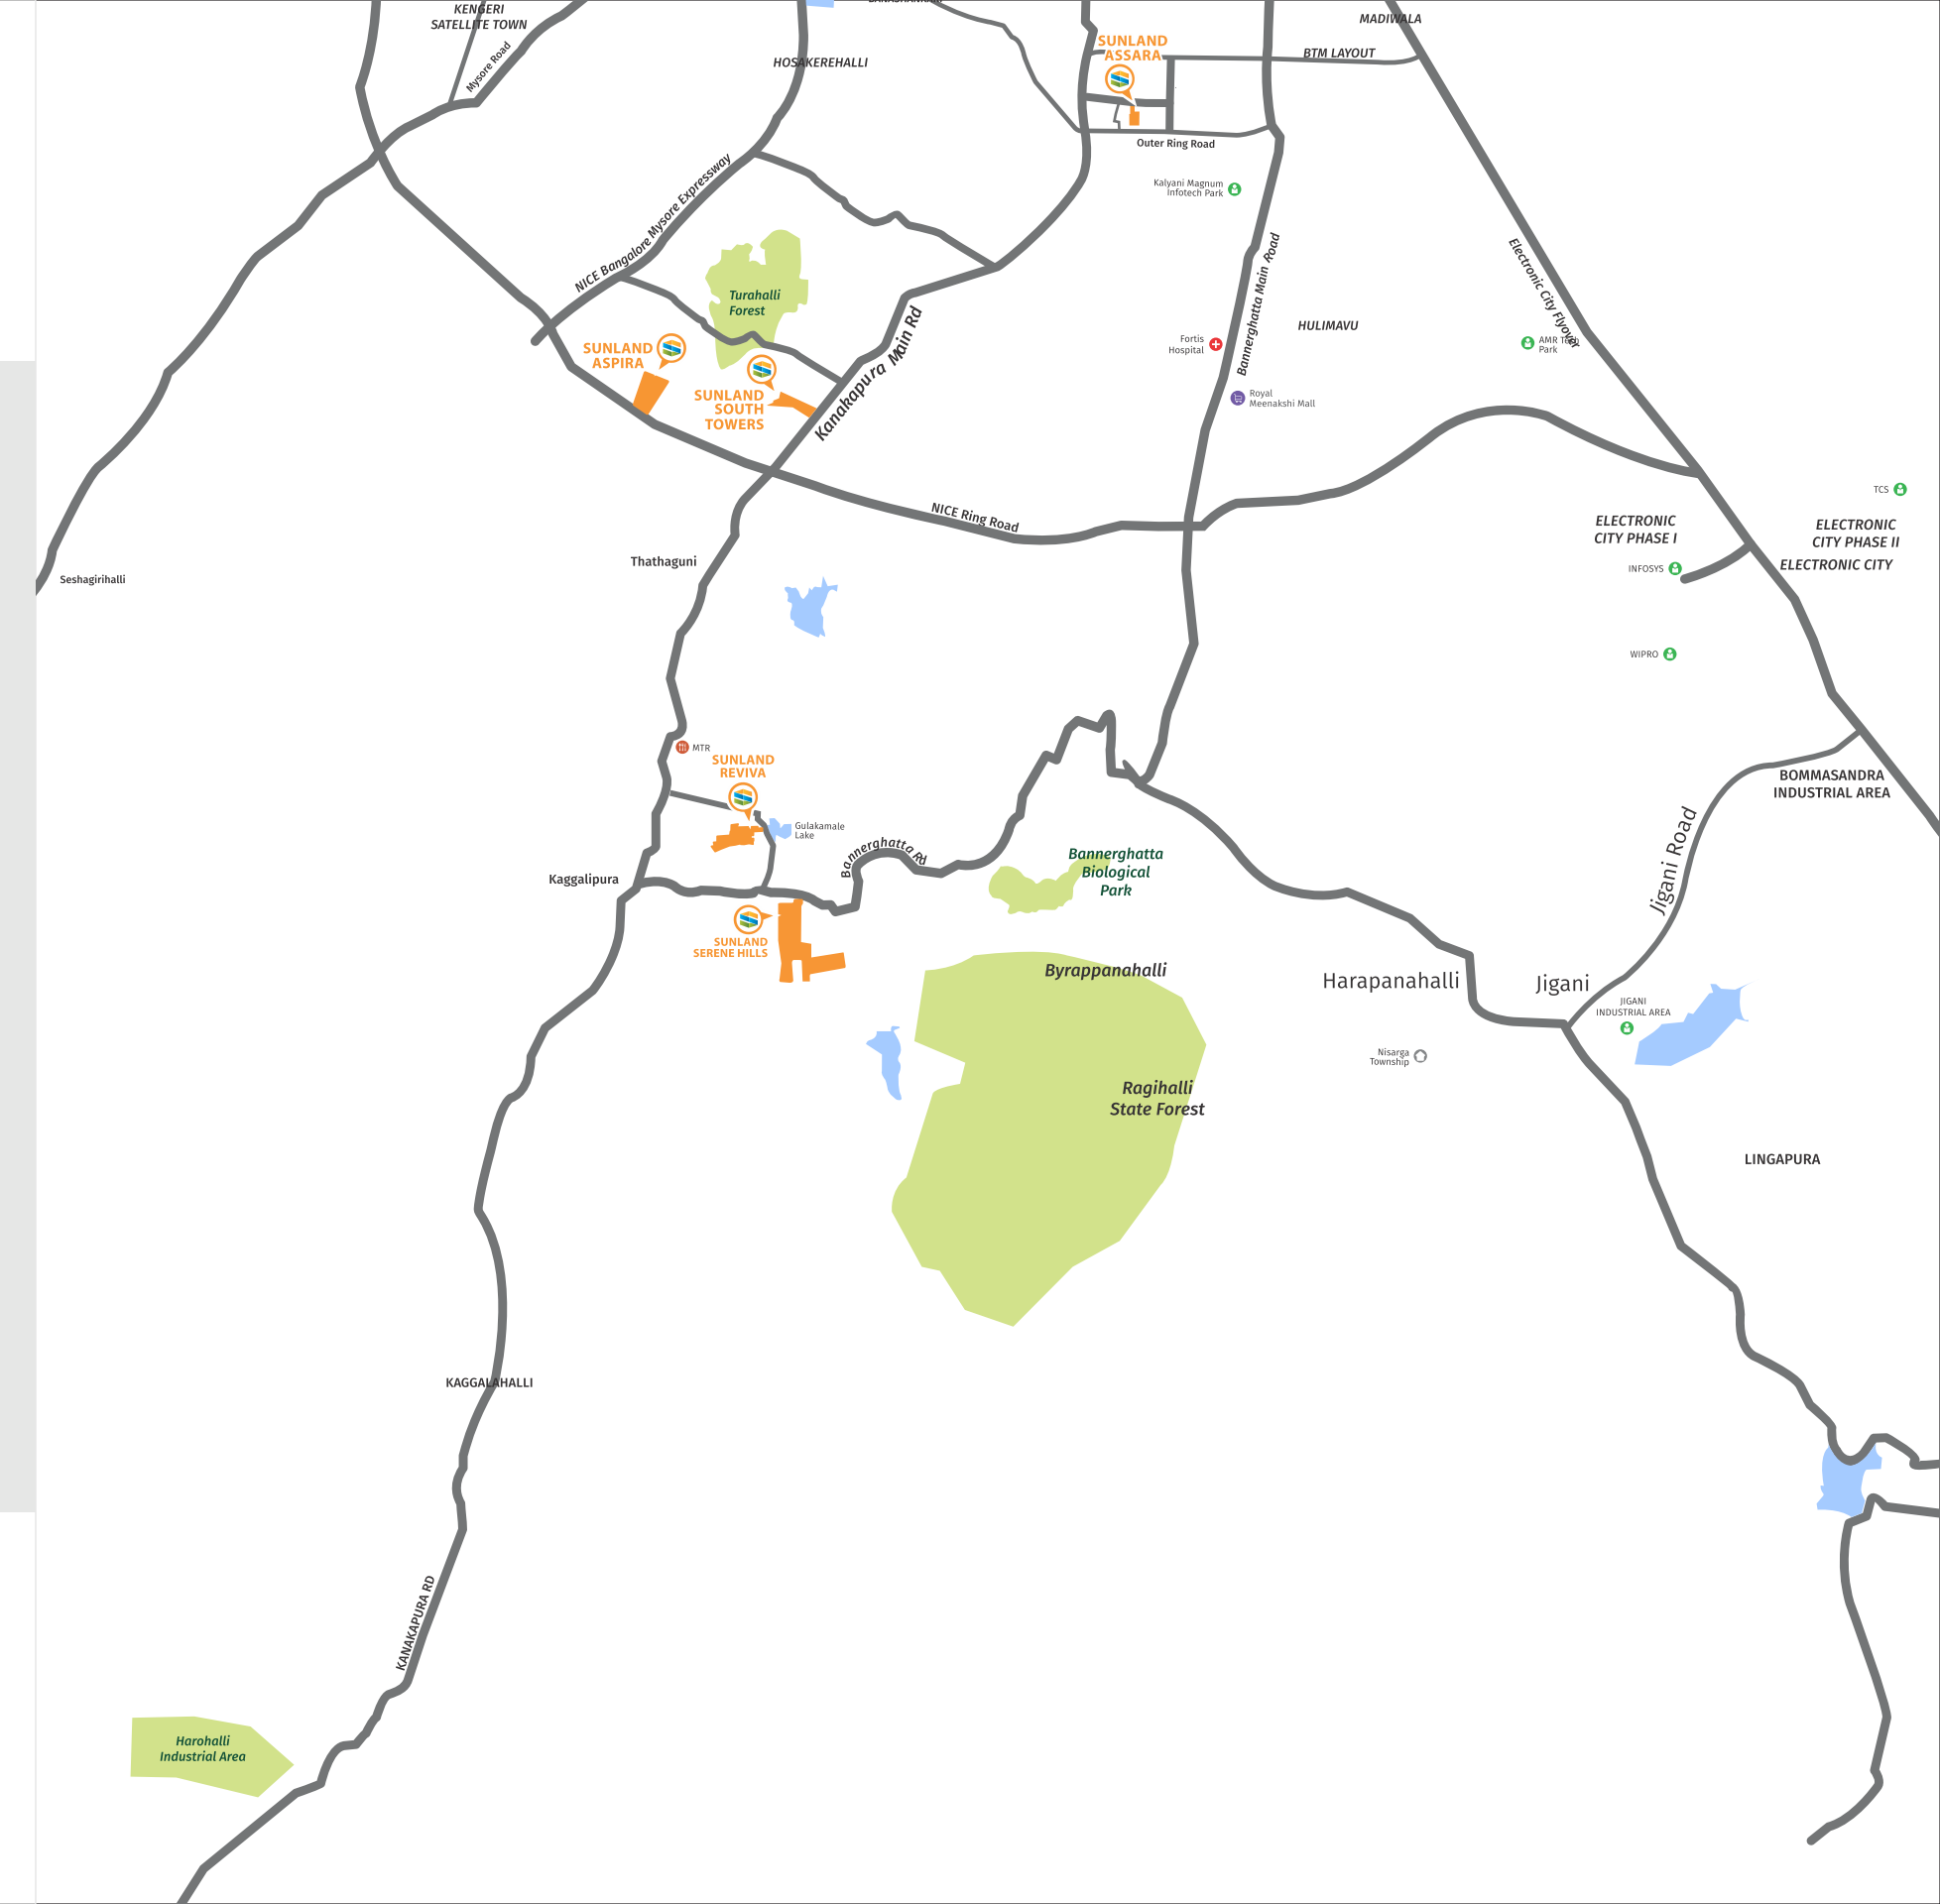 KENGERI
SATELLITE TOWN
Mysore Road
HOSAKEREHALLI
SUNLAND
ASSARA
MADIWALA
BTM LAYOUT
Outer Ring Road
Kalyani Magnum
Infotech Park
NICE Bangalore Mysore Expressway
Turahalli
Forest
Bannerghatta Main Road
Electronic City Flyover
HULIMAVU
Fortis
Hospital
AMR Tech
Park
Royal
Meenakshi Mall
SUNLAND
ASPIRA
SUNLAND
SOUTH
TOWERS
Kanakapura Main Rd
NICE Ring Road
TCS
ELECTRONIC
CITY PHASE I
ELECTRONIC
CITY PHASE II
ELECTRONIC CITY
INFOSYS
Thathaguni
Seshagirihalli
WIPRO
MTR
SUNLAND
REVIVA
Gulakamale
Lake
BOMMASANDRA
INDUSTRIAL AREA
Jigani Road
Bannerghatta Rd
Bannerghatta
Biological
Park
Kaggalipura
SUNLAND
SERENE HILLS
Byrappanahalli
Harapanahalli
Jigani
JIGANI
INDUSTRIAL AREA
Nisarga
Township
Ragihalli
State Forest
LINGAPURA
KAGGALAHALLI
KANAKAPURA RD
Harohalli
Industrial Area